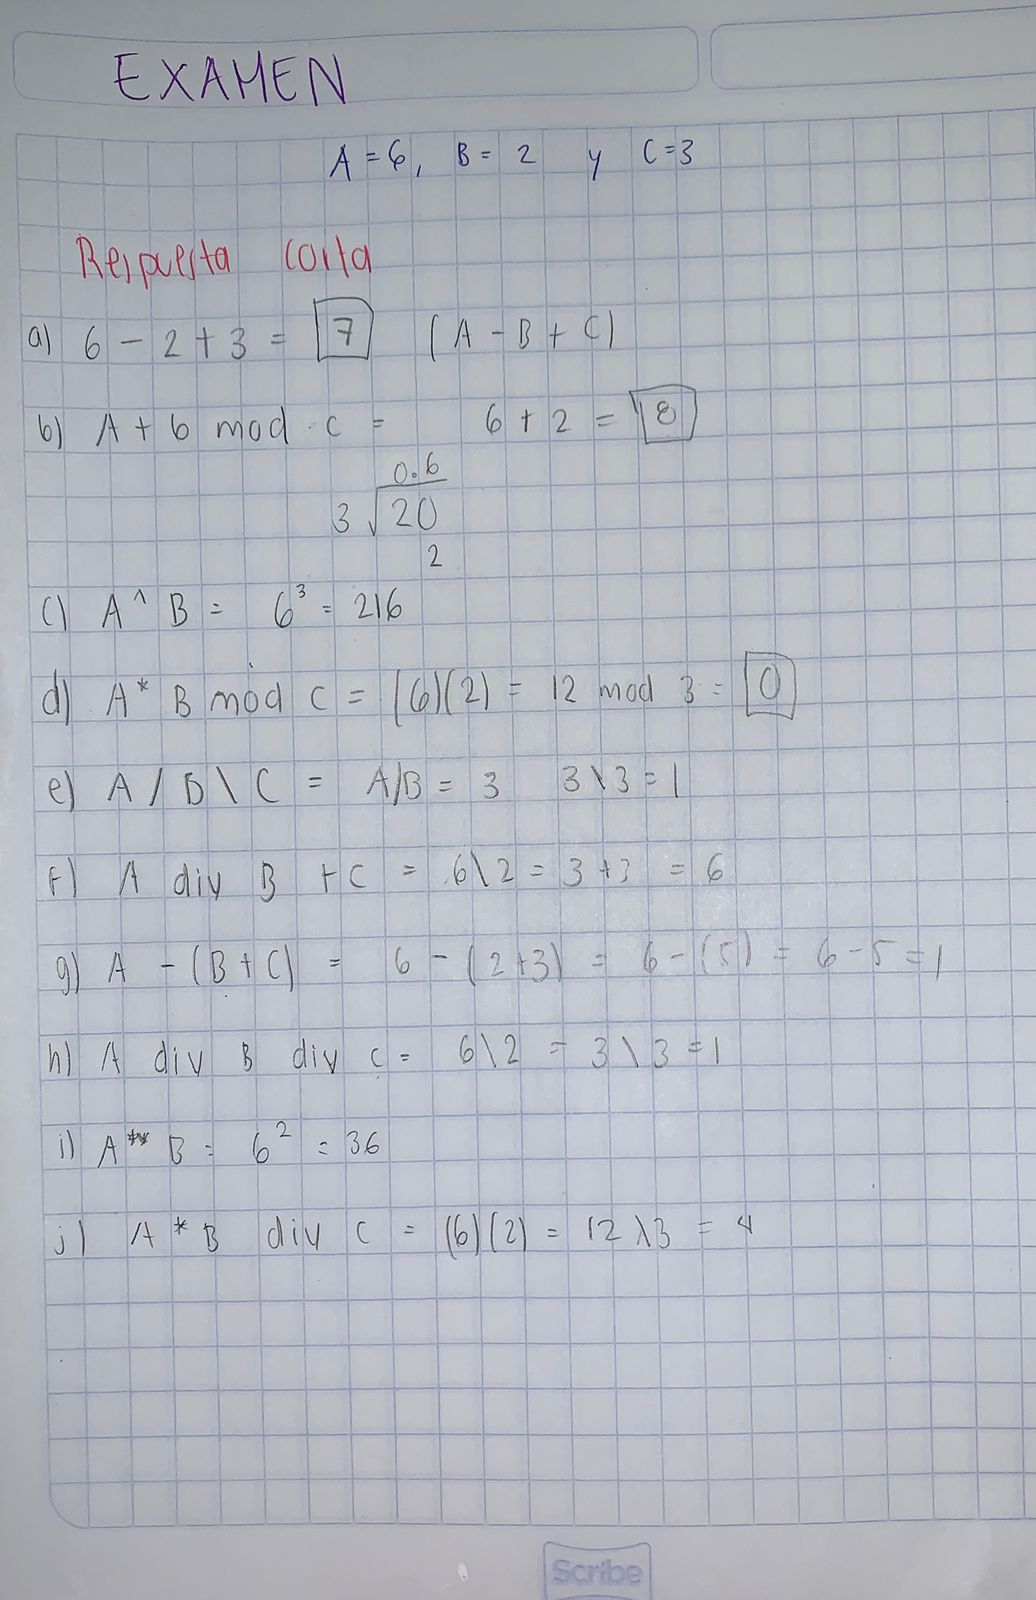 EXAMEN
A = 6, B = 2 y C = 3
Respuesta corta
a) 6 - 2 + 3 = 7 (A - B + C)
b) A + 6 mod C = 6 + 2 = 8
0.6
3 √20
2
c) A ^ B = 6³ = 216
d) A * B mod C = (6)(2) = 12 mod 3 = 0
e) A / B \ C = A/B = 3 3 \ 3 = 1
f) A div B + C = 6 \ 2 = 3 + 3 = 6
g) A - (B + C) = 6 - (2 + 3) = 6 - (5) = 6 - 5 = 1
h) A div B div C = 6 \ 2 = 3 \ 3 = 1
i) A ** B = 6² = 36
j) A * B div C = (6)(2) = 12 \ 3 = 4
Scribe